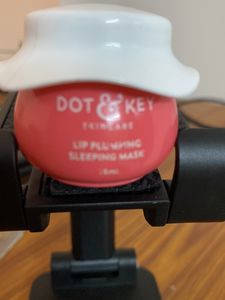 DOT & KEY
SKINCARE
LIP PLUMPING
SLEEPING MASK